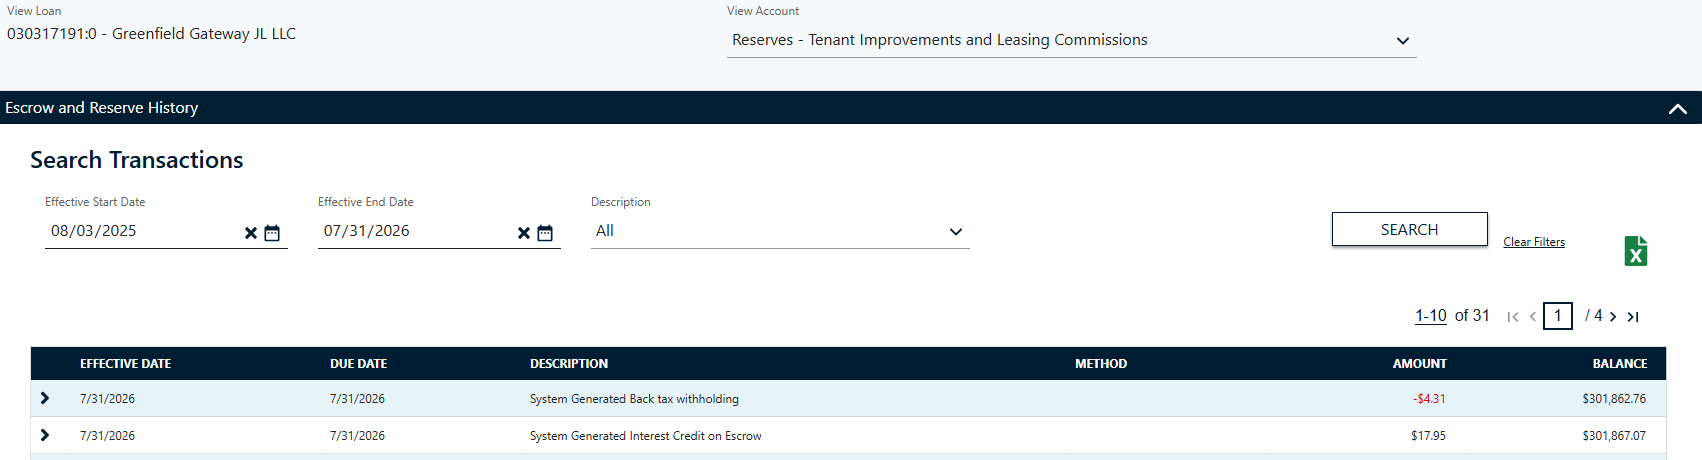 View Loan
030317191:0 - Greenfield Gateway JL LLC
View Account
Reserves - Tenant Improvements and Leasing Commissions
Escrow and Reserve History
Search Transactions
Effective Start Date
08/03/2025
Effective End Date
07/31/2026
Description
All
SEARCH
Clear Filters
1-10 of 31 1 / 4
EFFECTIVE DATE DUE DATE DESCRIPTION METHOD AMOUNT BALANCE
7/31/2026 7/31/2026 System Generated Back tax withholding -$4.31 $301,862.76
7/31/2026 7/31/2026 System Generated Interest Credit on Escrow $17.95 $301,867.07